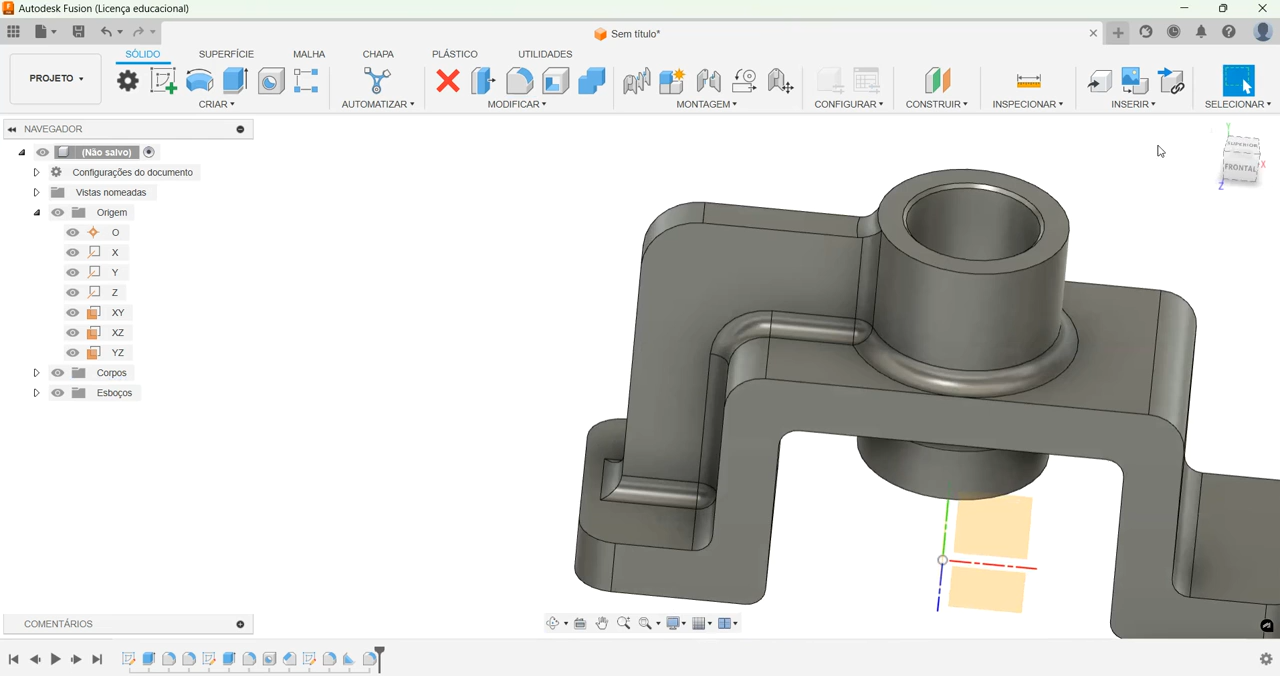 Autodesk Fusion (Licença educacional)
Sem título*
SÓLIDO SUPERFÍCIE MALHA CHAPA PLÁSTICO UTILIDADES
PROJETO
CRIAR AUTOMATIZAR MODIFICAR MONTAGEM CONFIGURAR CONSTRUIR INSPECIONAR INSERIR SELECIONAR
NAVEGADOR
(Não salvo)
Configurações do documento
Vistas nomeadas
Origem
O
X
Y
Z
XY
XZ
YZ
Corpos
Esboços
Y
SUPERIOR
FRONTAL
X
Z
COMENTÁRIOS